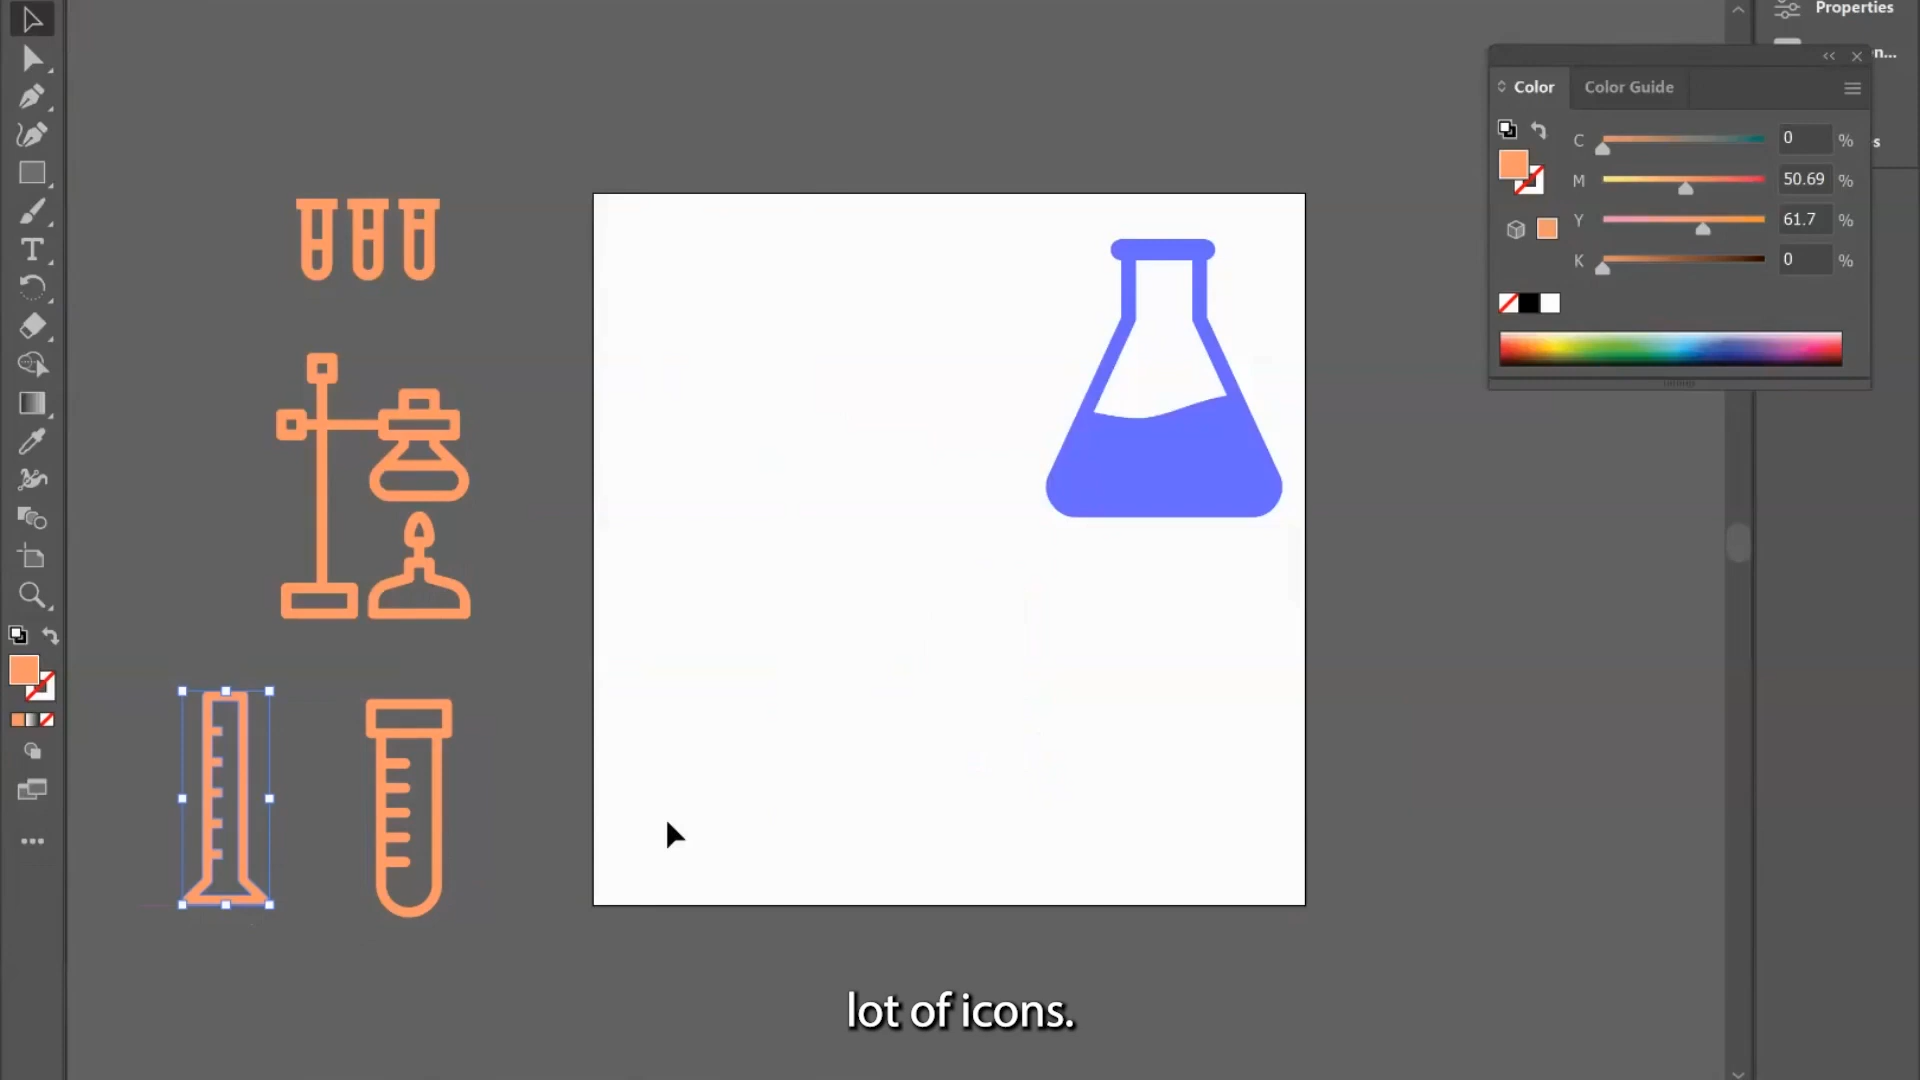 Properties
n...
Color
Color Guide
C 0 %
s
M 50.69 %
Y 61.7 %
K 0 %
lot of icons.